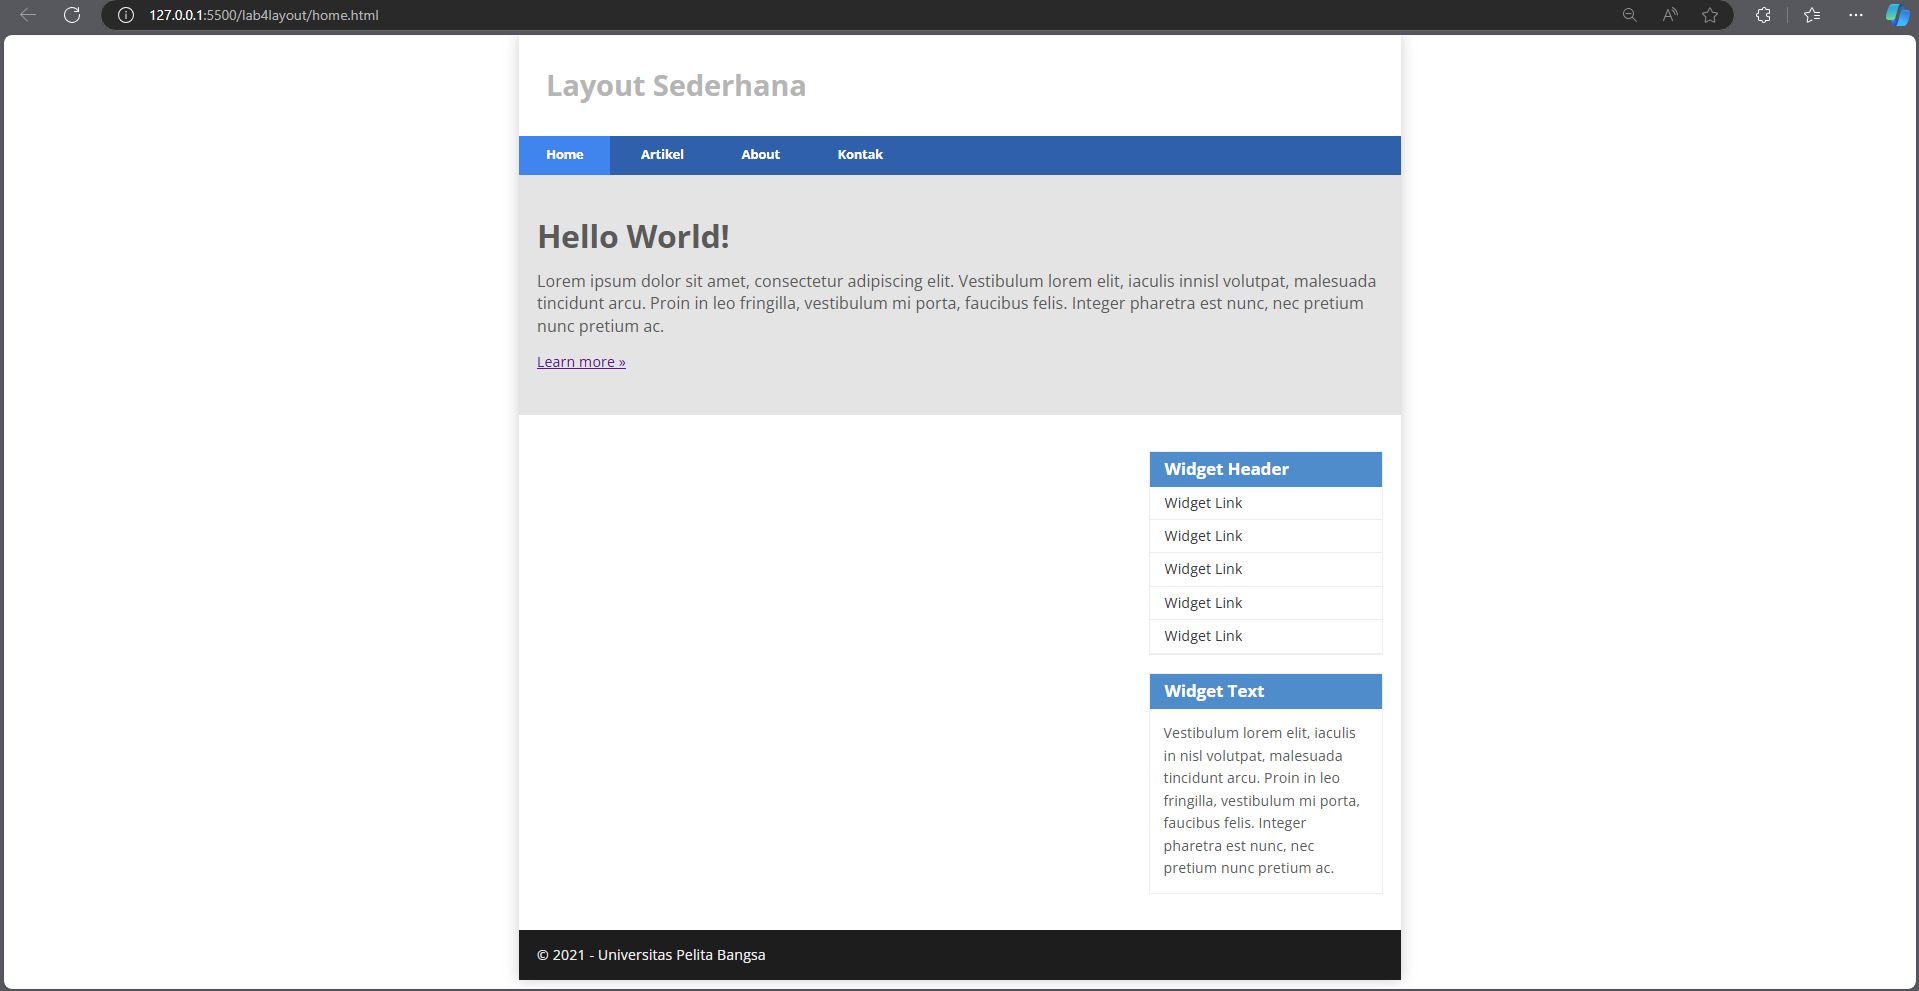 127.0.0.1:5500/lab4layout/home.html
Layout Sederhana
Home Artikel About Kontak
Hello World!
Lorem ipsum dolor sit amet, consectetur adipiscing elit. Vestibulum lorem elit, iaculis innisl volutpat, malesuada
tincidunt arcu. Proin in leo fringilla, vestibulum mi porta, faucibus felis. Integer pharetra est nunc, nec pretium
nunc pretium ac.
Learn more »
Widget Header
Widget Link
Widget Link
Widget Link
Widget Link
Widget Link
Widget Text
Vestibulum lorem elit, iaculis
in nisl volutpat, malesuada
tincidunt arcu. Proin in leo
fringilla, vestibulum mi porta,
faucibus felis. Integer
pharetra est nunc, nec
pretium nunc pretium ac.
© 2021 - Universitas Pelita Bangsa